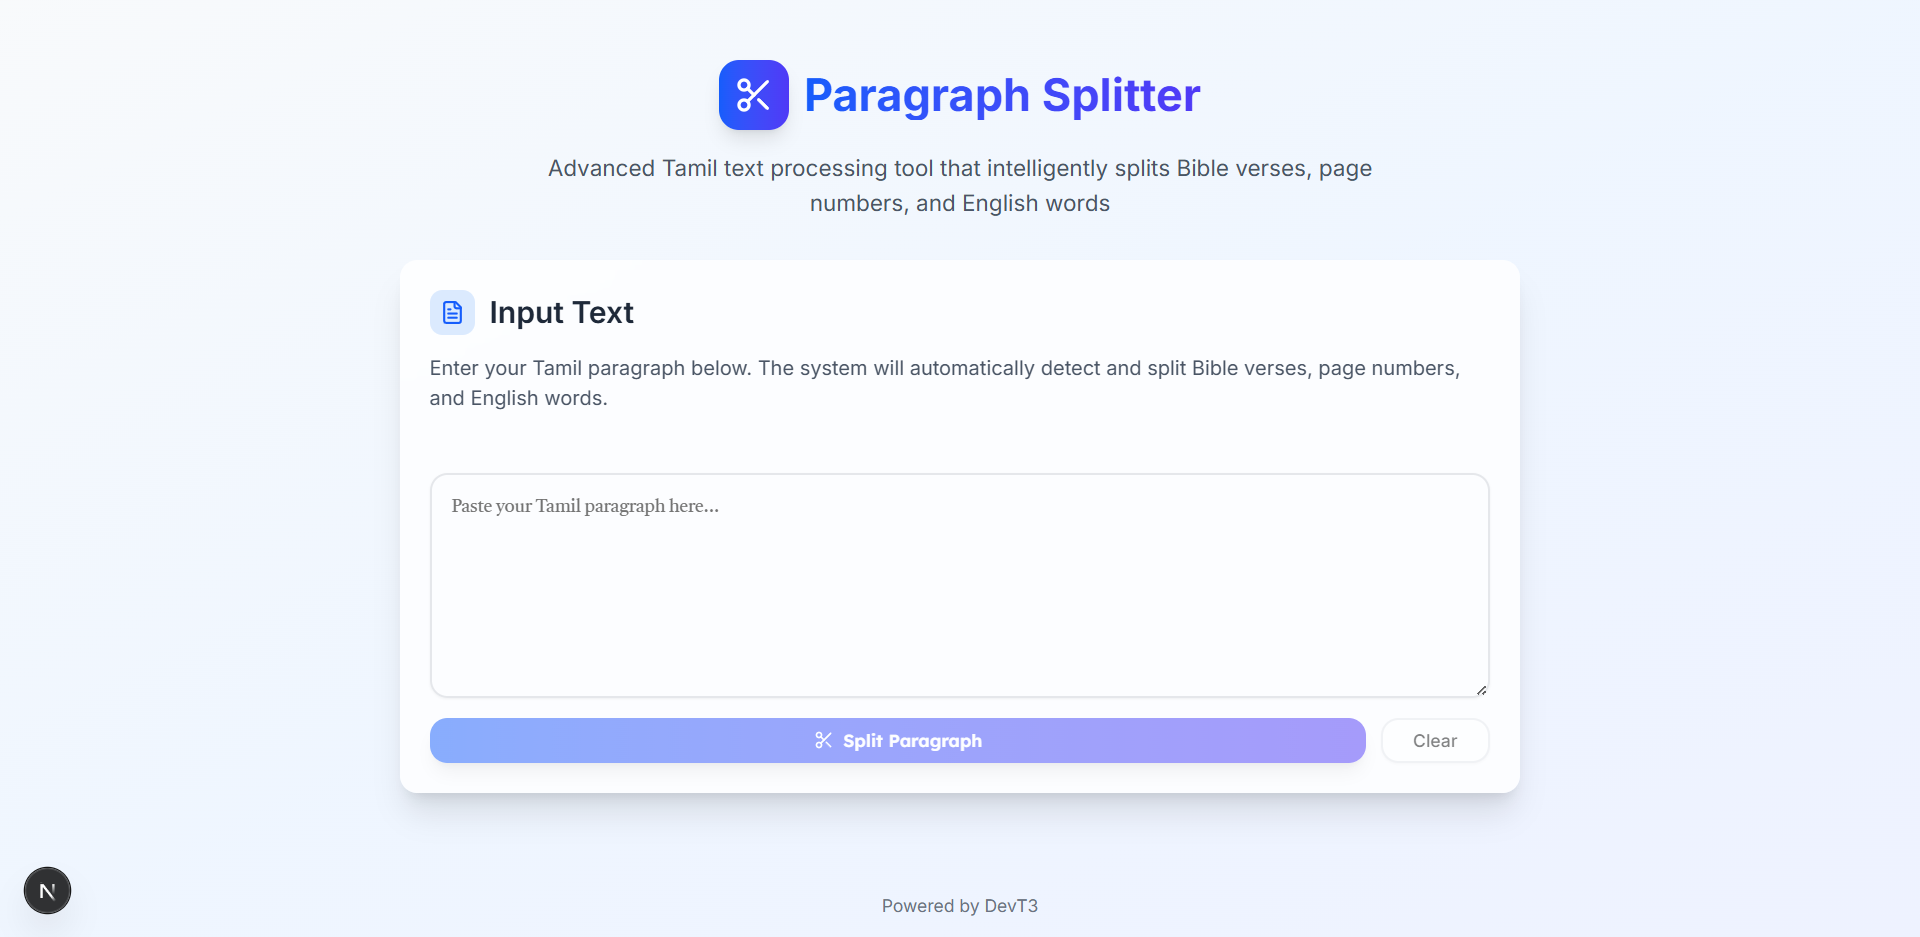 Paragraph Splitter
Advanced Tamil text processing tool that intelligently splits Bible verses, page
numbers, and English words
Input Text
Enter your Tamil paragraph below. The system will automatically detect and split Bible verses, page numbers,
and English words.
Paste your Tamil paragraph here...
Split Paragraph
Clear
N
Powered by DevT3